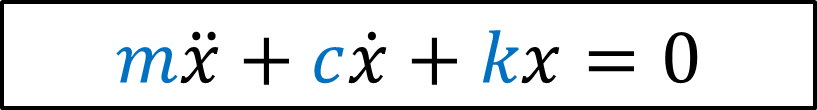 mẍ + cẋ + kx = 0